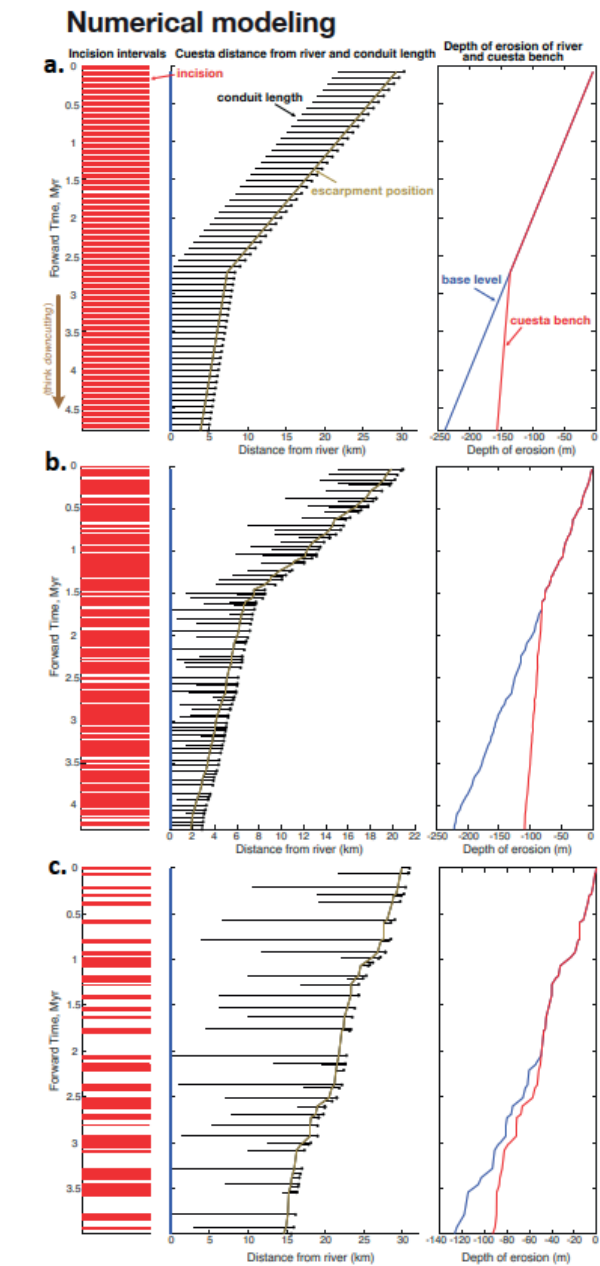 Numerical modeling
Incision intervals Cuesta distance from river and conduit length Depth of erosion of river
and cuesta bench
a.
incision
conduit length
escarpment position
base level
cuesta bench
Forward Time, Myr
(think downcutting)
0
0.5
1
1.5
2
2.5
3
3.5
4
4.5
0 5 10 15 20 25 30
-250 -200 -150 -100 -50 0
Distance from river (km)
Depth of erosion (m)
b.
Forward Time, Myr
0
0.5
1
1.5
2
2.5
3
3.5
4
0 2 4 6 8 10 12 14 16 18 20 22
-250 -200 -150 -100 -50 0
Distance from river (km)
Depth of erosion (m)
c.
Forward Time, Myr
0
0.5
1
1.5
2
2.5
3
3.5
0 5 10 15 20 25 30
-140 -120 -100 -80 -60 -40 -20 0
Distance from river (km)
Depth of erosion (m)